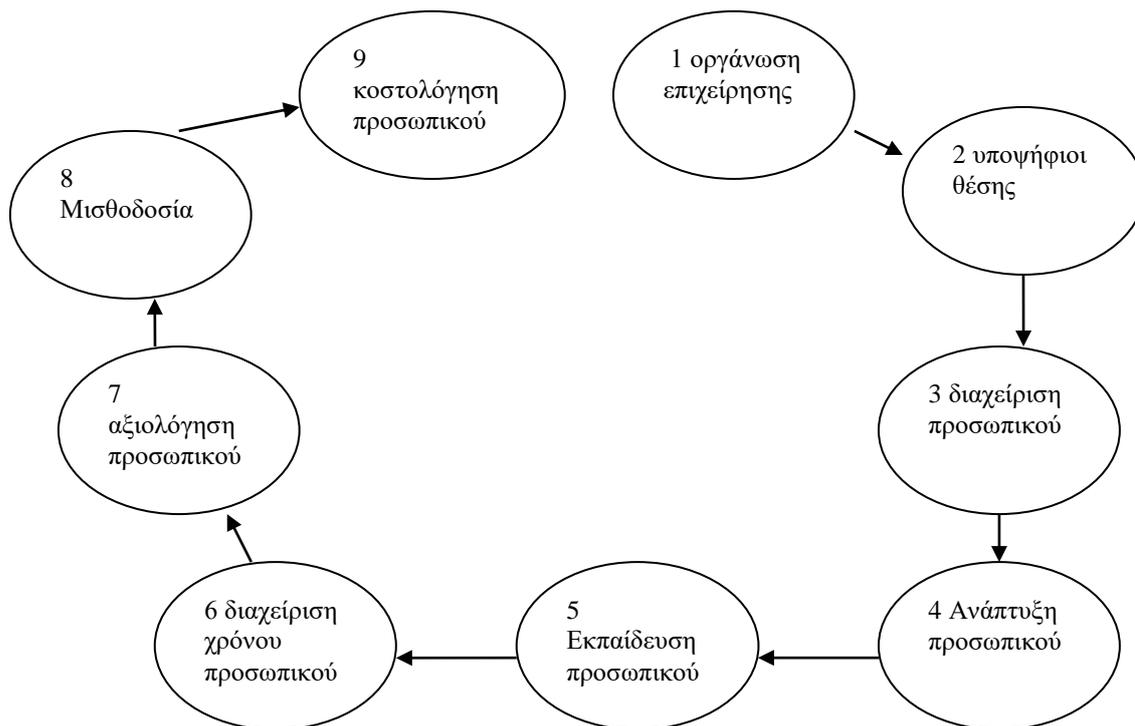 1 οργάνωση
επιχείρησης
2 υποψήφιοι
θέσης
3 διαχείριση
προσωπικού
4 Ανάπτυξη
προσωπικού
5
Εκπαίδευση
προσωπικού
6 διαχείριση
χρόνου
προσωπικού
7
αξιολόγηση
προσωπικού
8
Μισθοδοσία
9
κοστολόγηση
προσωπικού